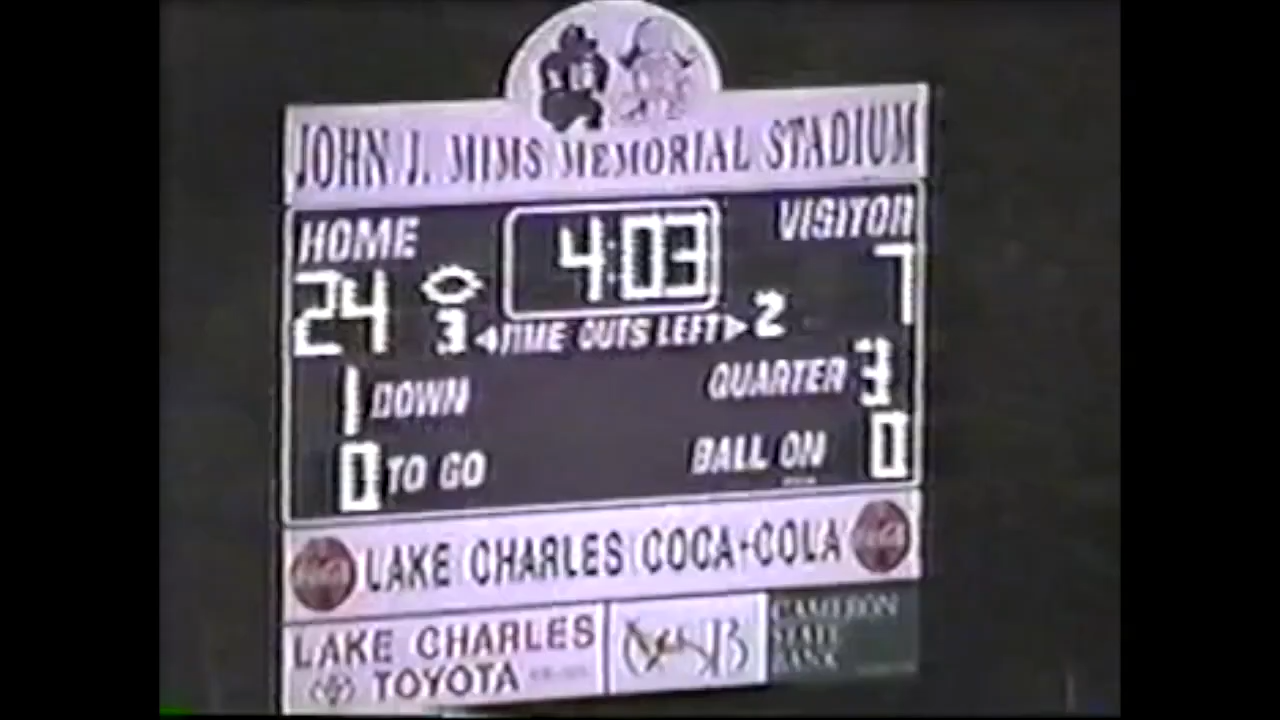 JOHN J. MIMS MEMORIAL STADIUM
HOME 4:03 VISITOR
24 7
3 TIME OUTS LEFT 2
1 DOWN QUARTER 3
0 TO GO BALL ON 0
LAKE CHARLES COCA-COLA
LAKE CHARLES
TOYOTA
CAMERON
STATE
BANK